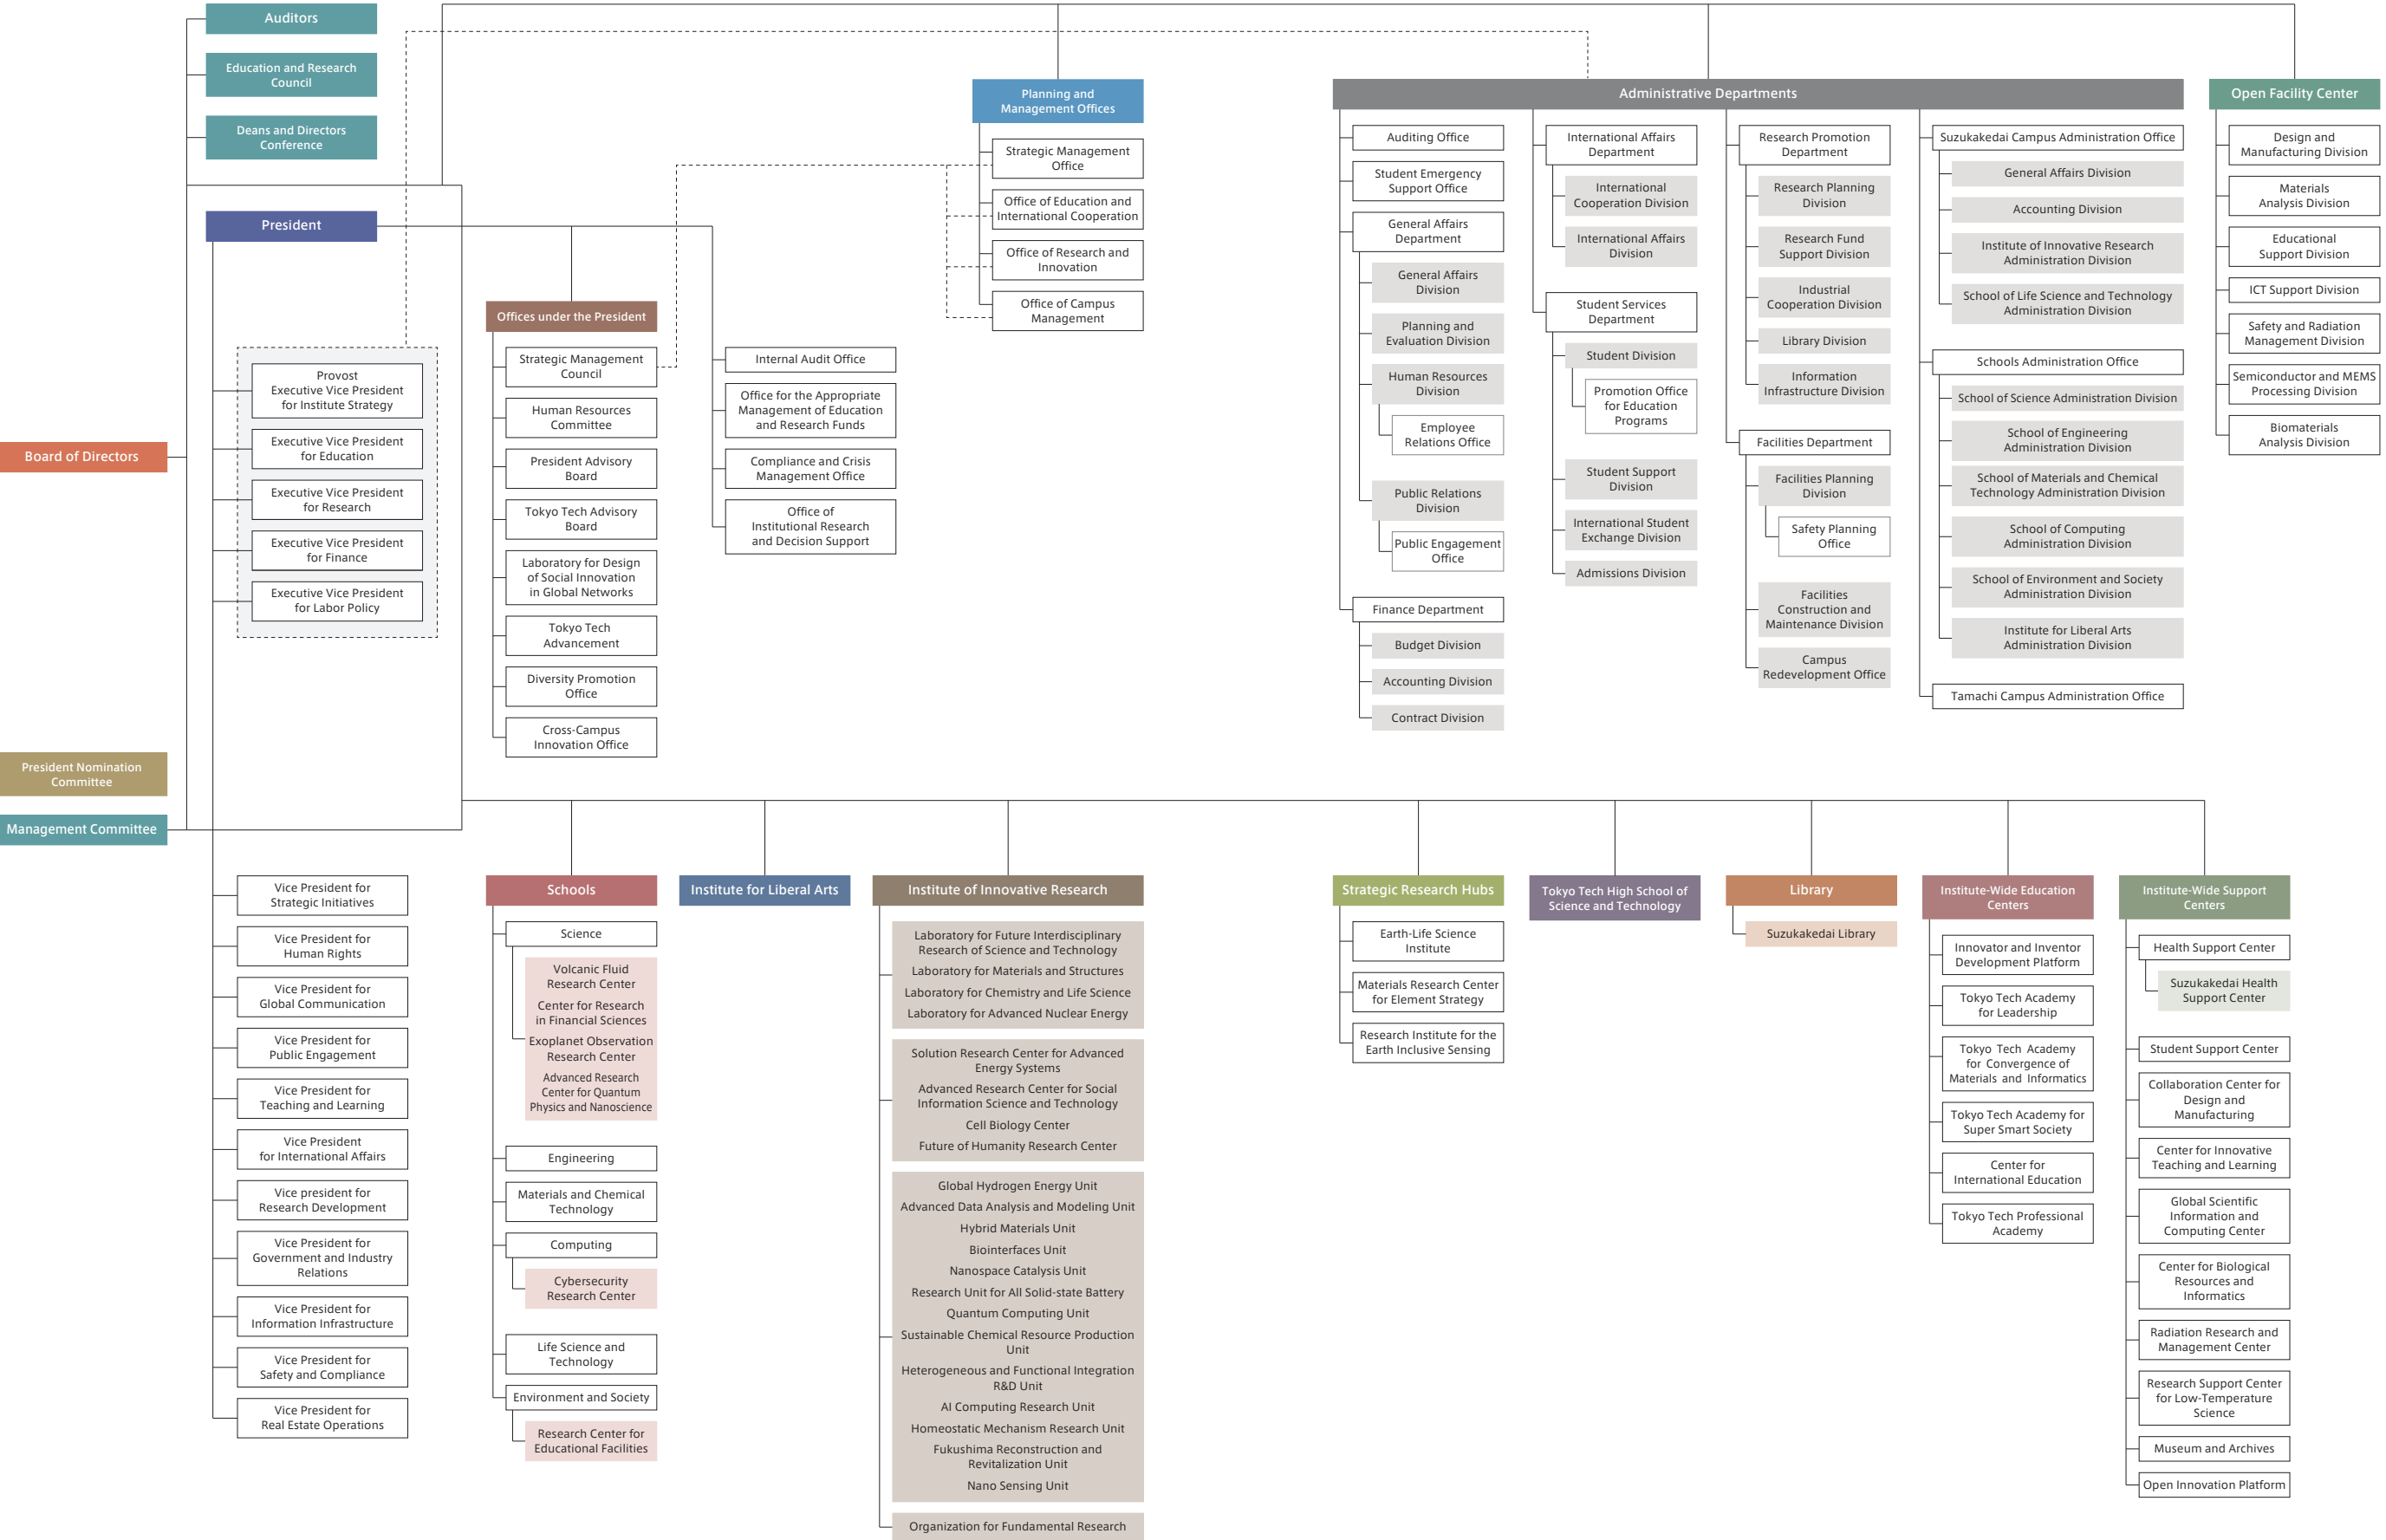 Auditors
Education and Research
Council
Deans and Directors
Conference
President
Provost
Executive Vice President
for Institute Strategy
Executive Vice President
for Education
Executive Vice President
for Research
Executive Vice President
for Finance
Executive Vice President
for Labor Policy
Board of Directors
President Nomination
Committee
Management Committee
Offices under the President
Strategic Management
Council
Human Resources
Committee
President Advisory
Board
Tokyo Tech Advisory
Board
Laboratory for Design
of Social Innovation
in Global Networks
Tokyo Tech
Advancement
Diversity Promotion
Office
Cross-Campus
Innovation Office
Internal Audit Office
Office for the Appropriate
Management of Education
and Research Funds
Compliance and Crisis
Management Office
Office of
Institutional Research
and Decision Support
Planning and
Management Offices
Strategic Management
Office
Office of Education and
International Cooperation
Office of Research and
Innovation
Office of Campus
Management
Administrative Departments
Auditing Office
Student Emergency
Support Office
General Affairs
Department
General Affairs
Division
Planning and
Evaluation Division
Human Resources
Division
Employee
Relations Office
Public Relations
Division
Public Engagement
Office
Finance Department
Budget Division
Accounting Division
Contract Division
International Affairs
Department
International
Cooperation Division
International Affairs
Division
Student Services
Department
Student Division
Promotion Office
for Education
Programs
Student Support
Division
International Student
Exchange Division
Admissions Division
Research Promotion
Department
Research Planning
Division
Research Fund
Support Division
Industrial
Cooperation Division
Library Division
Information
Infrastructure Division
Facilities Department
Facilities Planning
Division
Safety Planning
Office
Facilities
Construction and
Maintenance Division
Campus
Redevelopment Office
Suzukakedai Campus Administration Office
General Affairs Division
Accounting Division
Institute of Innovative Research
Administration Division
School of Life Science and Technology
Administration Division
Schools Administration Office
School of Science Administration Division
School of Engineering
Administration Division
School of Materials and Chemical
Technology Administration Division
School of Computing
Administration Division
School of Environment and Society
Administration Division
Institute for Liberal Arts
Administration Division
Tamachi Campus Administration Office
Open Facility Center
Design and
Manufacturing Division
Materials
Analysis Division
Educational
Support Division
ICT Support Division
Safety and Radiation
Management Division
Semiconductor and MEMS
Processing Division
Biomaterials
Analysis Division
Vice President for
Strategic Initiatives
Vice President for
Human Rights
Vice President for
Global Communication
Vice President for
Public Engagement
Vice President for
Teaching and Learning
Vice President
for International Affairs
Vice president for
Research Development
Vice President for
Government and Industry
Relations
Vice President for
Information Infrastructure
Vice President for
Safety and Compliance
Vice President for
Real Estate Operations
Schools
Science
Volcanic Fluid
Research Center
Center for Research
in Financial Sciences
Exoplanet Observation
Research Center
Advanced Research
Center for Quantum
Physics and Nanoscience
Engineering
Materials and Chemical
Technology
Computing
Cybersecurity
Research Center
Life Science and
Technology
Environment and Society
Research Center for
Educational Facilities
Institute for Liberal Arts
Institute of Innovative Research
Laboratory for Future Interdisciplinary
Research of Science and Technology
Laboratory for Materials and Structures
Laboratory for Chemistry and Life Science
Laboratory for Advanced Nuclear Energy
Solution Research Center for Advanced
Energy Systems
Advanced Research Center for Social
Information Science and Technology
Cell Biology Center
Future of Humanity Research Center
Global Hydrogen Energy Unit
Advanced Data Analysis and Modeling Unit
Hybrid Materials Unit
Biointerfaces Unit
Nanospace Catalysis Unit
Research Unit for All Solid-state Battery
Quantum Computing Unit
Sustainable Chemical Resource Production
Unit
Heterogeneous and Functional Integration
R&D Unit
AI Computing Research Unit
Homeostatic Mechanism Research Unit
Fukushima Reconstruction and
Revitalization Unit
Nano Sensing Unit
Organization for Fundamental Research
Strategic Research Hubs
Earth-Life Science
Institute
Materials Research Center
for Element Strategy
Research Institute for the
Earth Inclusive Sensing
Tokyo Tech High School of
Science and Technology
Library
Suzukakedai Library
Institute-Wide Education
Centers
Innovator and Inventor
Development Platform
Tokyo Tech Academy
for Leadership
Tokyo Tech Academy
for Convergence of
Materials and Informatics
Tokyo Tech Academy for
Super Smart Society
Center for
International Education
Tokyo Tech Professional
Academy
Institute-Wide Support
Centers
Health Support Center
Suzukakedai Health
Support Center
Student Support Center
Collaboration Center for
Design and
Manufacturing
Center for Innovative
Teaching and Learning
Global Scientific
Information and
Computing Center
Center for Biological
Resources and
Informatics
Radiation Research and
Management Center
Research Support Center
for Low-Temperature
Science
Museum and Archives
Open Innovation Platform